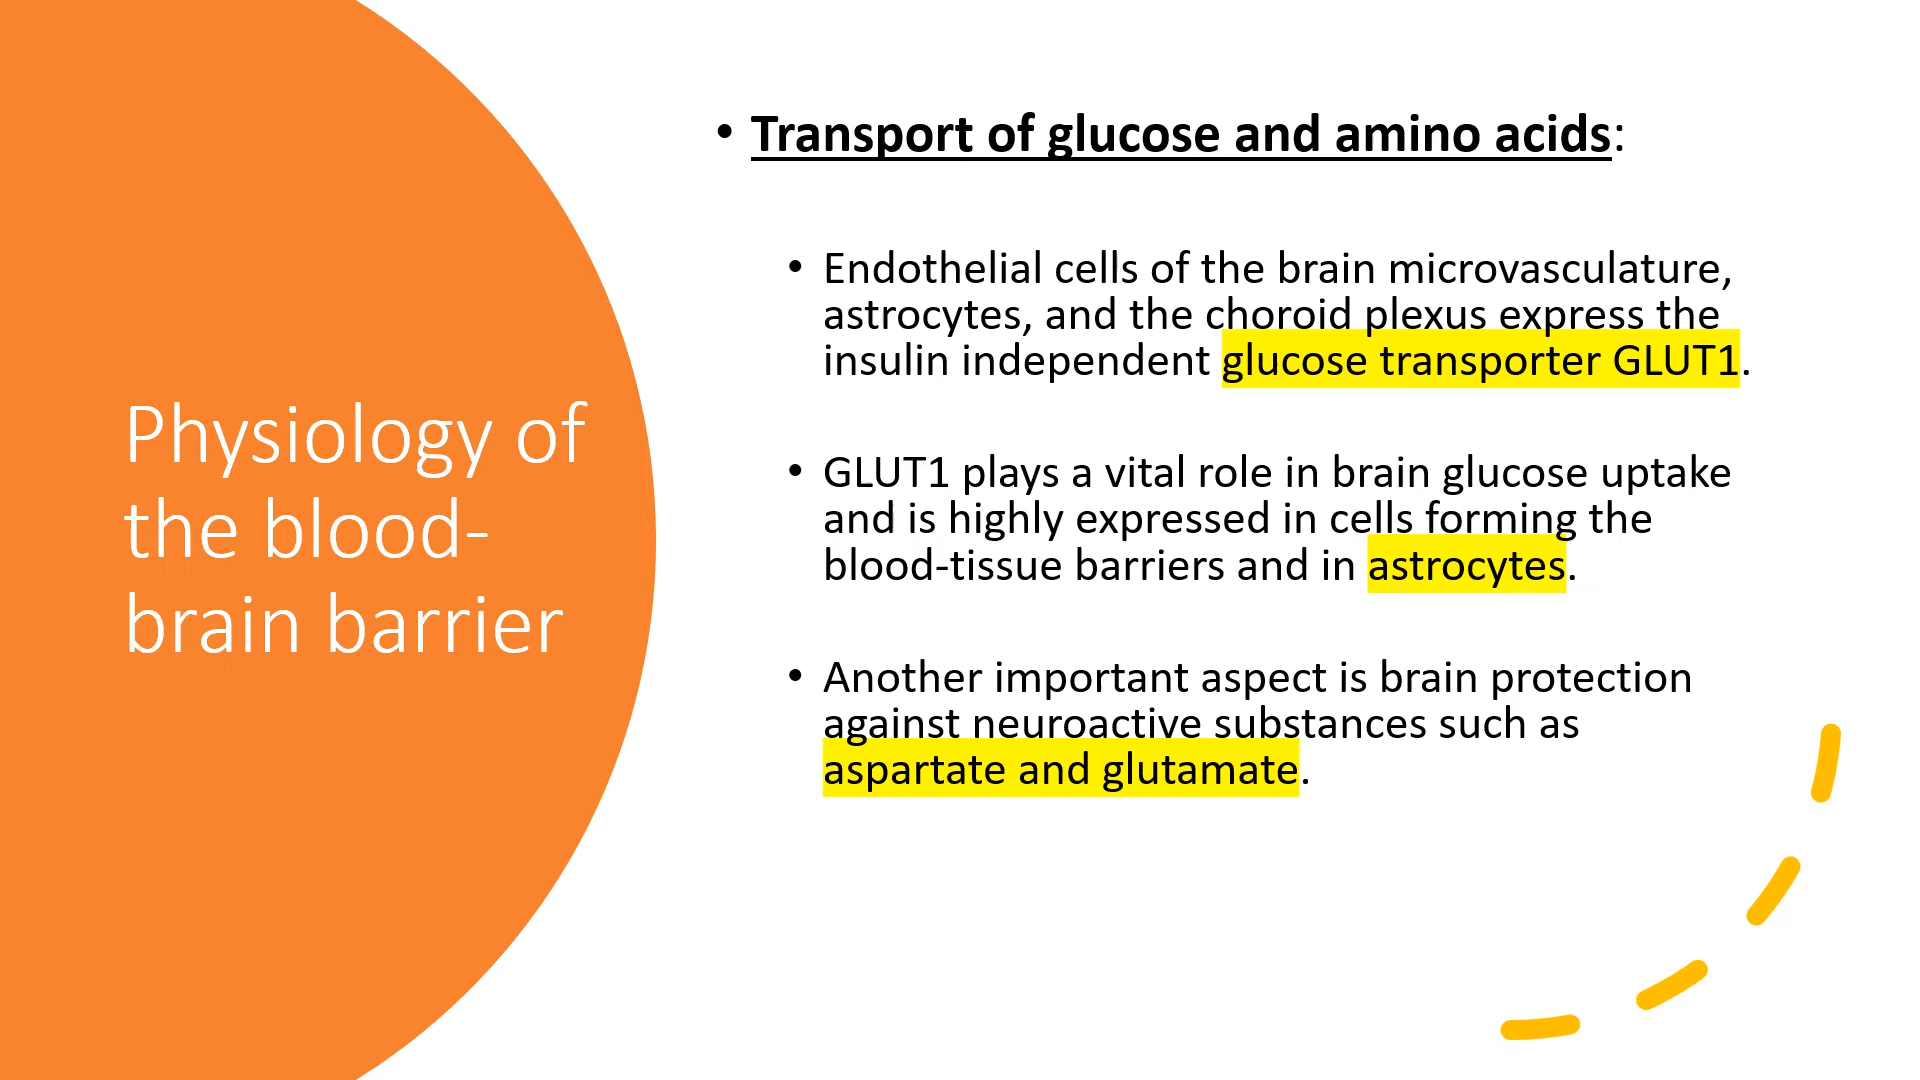 Physiology of
the blood-
brain barrier
• Transport of glucose and amino acids:
• Endothelial cells of the brain microvasculature,
astrocytes, and the choroid plexus express the
insulin independent glucose transporter GLUT1.
• GLUT1 plays a vital role in brain glucose uptake
and is highly expressed in cells forming the
blood-tissue barriers and in astrocytes.
• Another important aspect is brain protection
against neuroactive substances such as
aspartate and glutamate.